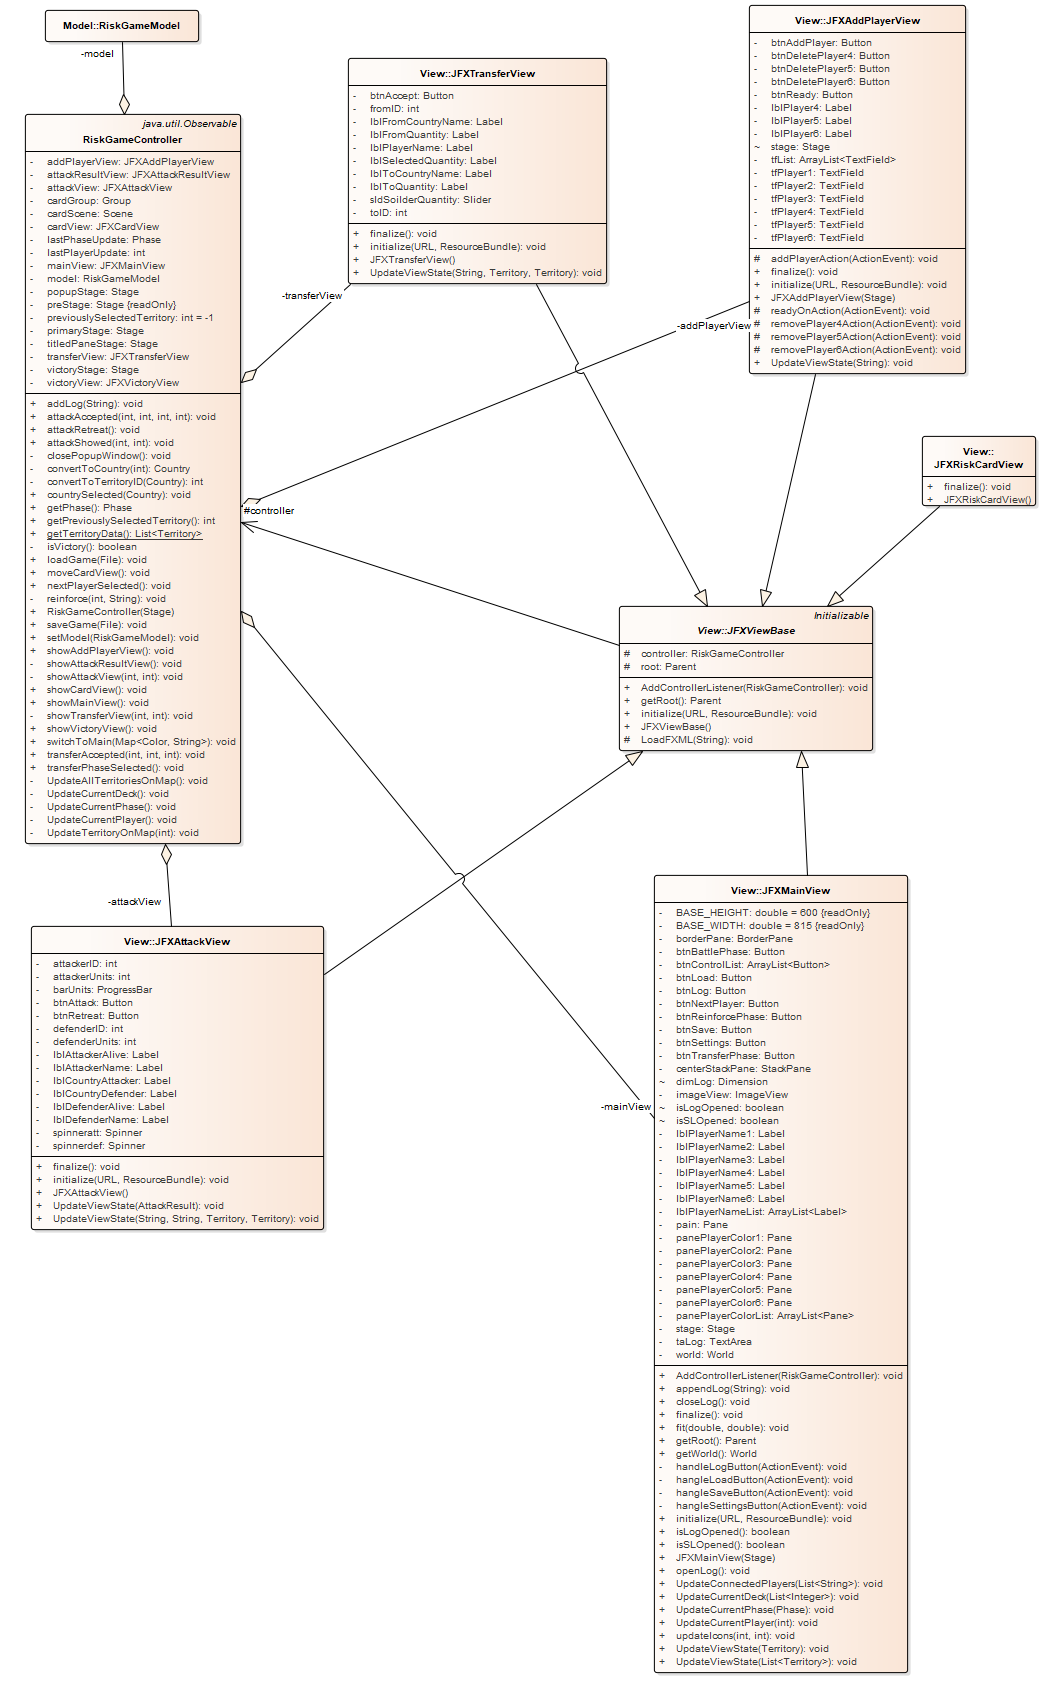 Model::RiskGameModel
-model
java.util.Observable
RiskGameController
- addPlayerView: JFXAddPlayerView
- attackResultView: JFXAttackResultView
- attackView: JFXAttackView
- cardGroup: Group
- cardScene: Scene
- cardView: JFXCardView
- lastPhaseUpdate: Phase
- lastPlayerUpdate: int
- mainView: JFXMainView
- model: RiskGameModel
- popupStage: Stage
- preStage: Stage {readOnly}
- previouslySelectedTerritory: int = -1
- primaryStage: Stage
- titledPaneStage: Stage
- transferView: JFXTransferView
- victoryStage: Stage
- victoryView: JFXVictoryView
+ addLog(String): void
+ attackAccepted(int, int, int, int): void
+ attackRetreat(): void
+ attackShowed(int, int): void
- closePopupWindow(): void
- convertToCountry(int): Country
- convertToTerritoryID(Country): int
+ countrySelected(Country): void
+ getPhase(): Phase
+ getPreviouslySelectedTerritory(): int
+ getTerritoryData(): List<Territory>
- isVictory(): boolean
+ loadGame(File): void
+ moveCardView(): void
+ nextPlayerSelected(): void
- reinforce(int, String): void
+ RiskGameController(Stage)
+ saveGame(File): void
+ setModel(RiskGameModel): void
+ showAddPlayerView(): void
- showAttackResultView(): void
- showAttackView(int, int): void
+ showCardView(): void
+ showMainView(): void
- showTransferView(int, int): void
+ showVictoryView(): void
+ switchToMain(Map<Color, String>): void
+ transferAccepted(int, int, int): void
+ transferPhaseSelected(): void
- UpdateAllTerritoriesOnMap(): void
- UpdateCurrentDeck(): void
- UpdateCurrentPhase(): void
- UpdateCurrentPlayer(): void
- UpdateTerritoryOnMap(int): void
View::JFXTransferView
- btnAccept: Button
- fromID: int
- lblFromCountryName: Label
- lblFromQuantity: Label
- lblPlayerName: Label
- lblSelectedQuantity: Label
- lblToCountryName: Label
- lblToQuantity: Label
- sldSoilderQuantity: Slider
- toID: int
+ finalize(): void
+ initialize(URL, ResourceBundle): void
+ JFXTransferView()
+ UpdateViewState(String, Territory, Territory): void
-transferView
View::JFXAddPlayerView
- btnAddPlayer: Button
- btnDeletePlayer4: Button
- btnDeletePlayer5: Button
- btnDeletePlayer6: Button
- btnReady: Button
- lblPlayer4: Label
- lblPlayer5: Label
- lblPlayer6: Label
~ stage: Stage
- tfList: ArrayList<TextField>
- tfPlayer1: TextField
- tfPlayer2: TextField
- tfPlayer3: TextField
- tfPlayer4: TextField
- tfPlayer5: TextField
- tfPlayer6: TextField
# addPlayerAction(ActionEvent): void
+ finalize(): void
+ initialize(URL, ResourceBundle): void
+ JFXAddPlayerView(Stage)
# readyOnAction(ActionEvent): void
# removePlayer4Action(ActionEvent): void
# removePlayer5Action(ActionEvent): void
# removePlayer6Action(ActionEvent): void
+ UpdateViewState(String): void
-addPlayerView
View::
JFXRiskCardView
+ finalize(): void
+ JFXRiskCardView()
#controller
Initializable
View::JFXViewBase
# controller: RiskGameController
# root: Parent
+ AddControllerListener(RiskGameController): void
+ getRoot(): Parent
+ initialize(URL, ResourceBundle): void
+ JFXViewBase()
# LoadFXML(String): void
-attackView
View::JFXAttackView
- attackerID: int
- attackerUnits: int
- barUnits: ProgressBar
- btnAttack: Button
- btnRetreat: Button
- defenderID: int
- defenderUnits: int
- lblAttackerAlive: Label
- lblAttackerName: Label
- lblCountryAttacker: Label
- lblCountryDefender: Label
- lblDefenderAlive: Label
- lblDefenderName: Label
- spinneratt: Spinner
- spinnerdef: Spinner
+ finalize(): void
+ initialize(URL, ResourceBundle): void
+ JFXAttackView()
+ UpdateViewState(AttackResult): void
+ UpdateViewState(String, String, Territory, Territory): void
-mainView
View::JFXMainView
- BASE_HEIGHT: double = 600 {readOnly}
- BASE_WIDTH: double = 815 {readOnly}
- borderPane: BorderPane
- btnBattlePhase: Button
- btnControlList: ArrayList<Button>
- btnLoad: Button
- btnLog: Button
- btnNextPlayer: Button
- btnReinforcePhase: Button
- btnSave: Button
- btnSettings: Button
- btnTransferPhase: Button
- centerStackPane: StackPane
~ dimLog: Dimension
- imageView: ImageView
~ isLogOpened: boolean
~ isSLOpened: boolean
- lblPlayerName1: Label
- lblPlayerName2: Label
- lblPlayerName3: Label
- lblPlayerName4: Label
- lblPlayerName5: Label
- lblPlayerName6: Label
- lblPlayerNameList: ArrayList<Label>
- pain: Pane
- panePlayerColor1: Pane
- panePlayerColor2: Pane
- panePlayerColor3: Pane
- panePlayerColor4: Pane
- panePlayerColor5: Pane
- panePlayerColor6: Pane
- panePlayerColorList: ArrayList<Pane>
- stage: Stage
- taLog: TextArea
- world: World
+ AddControllerListener(RiskGameController): void
+ appendLog(String): void
+ closeLog(): void
+ finalize(): void
+ fit(double, double): void
+ getRoot(): Parent
+ getWorld(): World
- handleLogButton(ActionEvent): void
- hangleLoadButton(ActionEvent): void
- hangleSaveButton(ActionEvent): void
- hangleSettingsButton(ActionEvent): void
+ initialize(URL, ResourceBundle): void
+ isLogOpened(): boolean
+ isSLOpened(): boolean
+ JFXMainView(Stage)
+ openLog(): void
+ UpdateConnectedPlayers(List<String>): void
+ UpdateCurrentDeck(List<Integer>): void
+ UpdateCurrentPhase(Phase): void
+ UpdateCurrentPlayer(int): void
+ updateIcons(int, int): void
+ UpdateViewState(Territory): void
+ UpdateViewState(List<Territory>): void